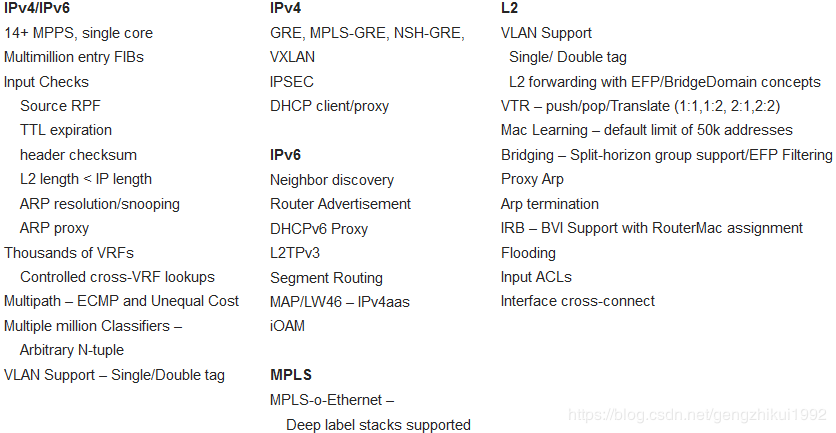 IPv4/IPv6
14+ MPPS, single core
Multimillion entry FIBs
Input Checks
Source RPF
TTL expiration
header checksum
L2 length < IP length
ARP resolution/snooping
ARP proxy
Thousands of VRFs
Controlled cross-VRF lookups
Multipath – ECMP and Unequal Cost
Multiple million Classifiers –
Arbitrary N-tuple
VLAN Support – Single/Double tag
IPv4
GRE, MPLS-GRE, NSH-GRE,
VXLAN
IPSEC
DHCP client/proxy
IPv6
Neighbor discovery
Router Advertisement
DHCPv6 Proxy
L2TPv3
Segment Routing
MAP/LW46 – IPv4aas
iOAM
MPLS
MPLS-o-Ethernet –
Deep label stacks supported
L2
VLAN Support
Single/ Double tag
L2 forwarding with EFP/BridgeDomain concepts
VTR – push/pop/Translate (1:1,1:2, 2:1,2:2)
Mac Learning – default limit of 50k addresses
Bridging – Split-horizon group support/EFP Filtering
Proxy Arp
Arp termination
IRB – BVI Support with RouterMac assignment
Flooding
Input ACLs
Interface cross-connect
https://blog.csdn.net/gengzhikui1992